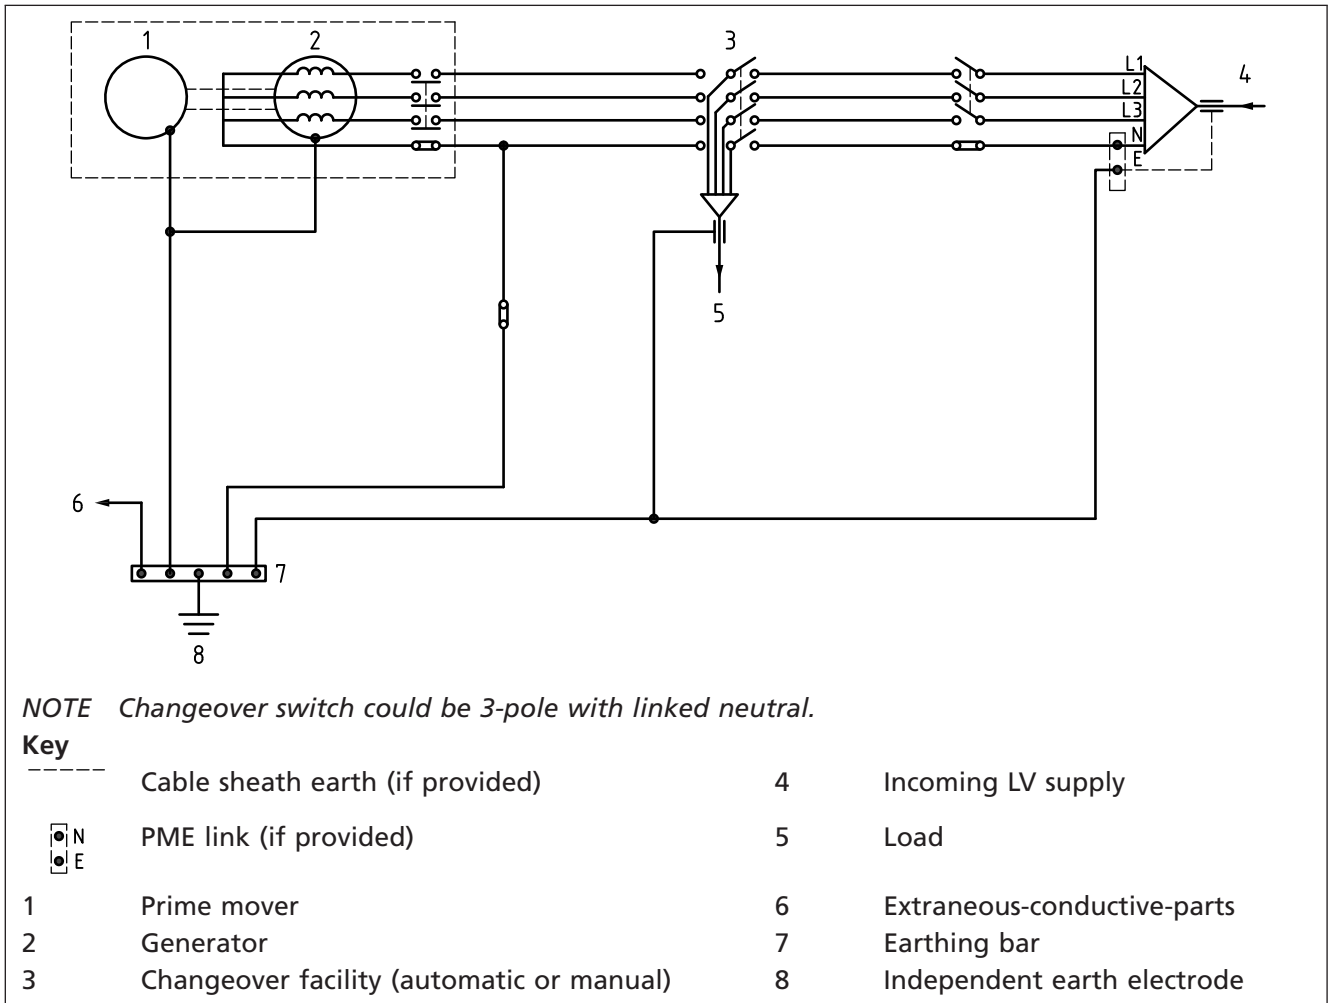 1
2
3
L1
L2
L3
N
E
4
5
6
7
8
NOTE Changeover switch could be 3-pole with linked neutral.
Key
Cable sheath earth (if provided) 4 Incoming LV supply
N
E
PME link (if provided) 5 Load
1 Prime mover 6 Extraneous-conductive-parts
2 Generator 7 Earthing bar
3 Changeover facility (automatic or manual) 8 Independent earth electrode